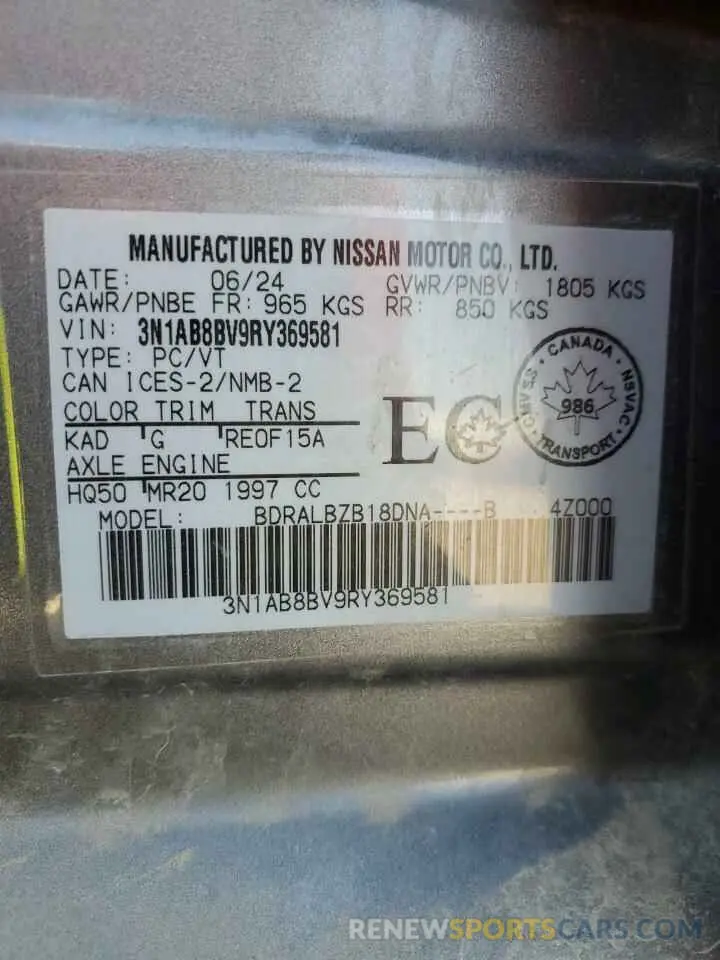 MANUFACTURED BY NISSAN MOTOR CO., LTD.
DATE: 06/24 GVWR/PNBV: 1805 KGS
GAWR/PNBE FR: 965 KGS RR: 850 KGS
VIN: 3N1AB8BV9RY369581
TYPE: PC/VT
CAN ICES-2/NMB-2
COLOR TRIM TRANS
KAD G RE0F15A
AXLE ENGINE
HQ50 MR20 1997 CC
EC
CANADA
CMVSS 986 NSVAC
TRANSPORT
MODEL: BDRALBZB18DNA----B 4Z000
3N1AB8BV9RY369581
RENEWSPORTSCARS.COM